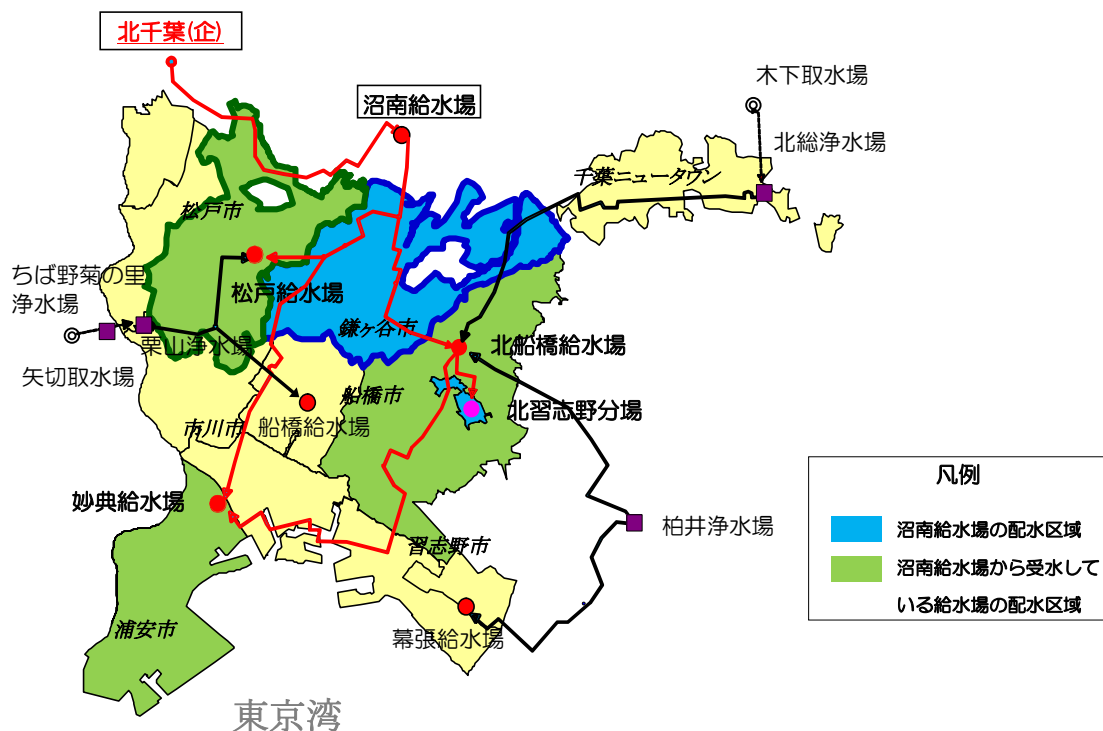 北千葉(企)
木下取水場
沼南給水場
北総浄水場
千葉ニュータウン
松戸市
ちば野菊の里
浄水場
松戸給水場
鎌ヶ谷市
栗山浄水場
北船橋給水場
矢切取水場
船橋市
北習志野分場
市川市
船橋給水場
凡例
妙典給水場
柏井浄水場
沼南給水場の配水区域
習志野市
沼南給水場から受水して
いる給水場の配水区域
浦安市
幕張給水場
東京湾